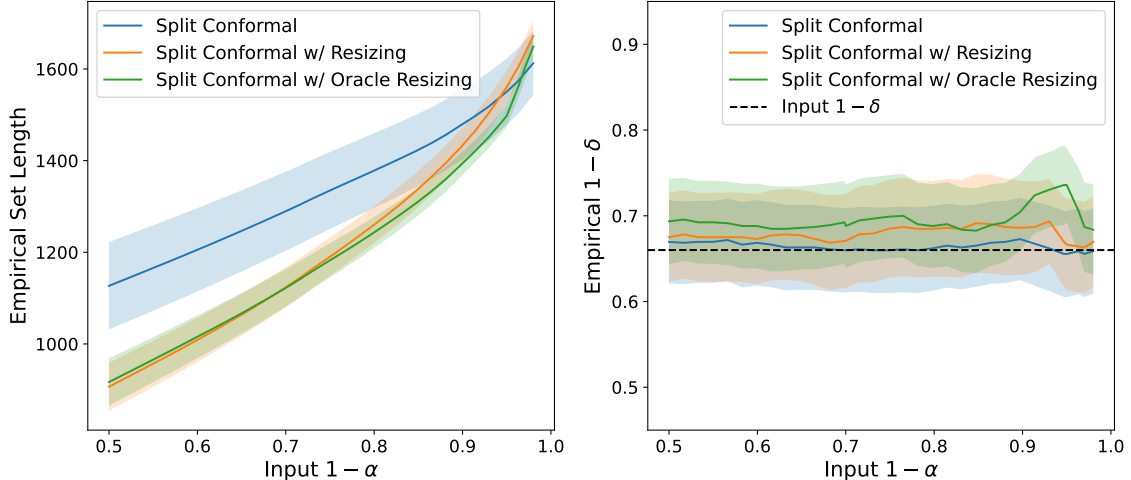 Split Conformal
Split Conformal w/ Resizing
Split Conformal w/ Oracle Resizing
1600
1400
1200
1000
Empirical Set Length
0.5 0.6 0.7 0.8 0.9 1.0
Input 1 − α
Split Conformal
Split Conformal w/ Resizing
Split Conformal w/ Oracle Resizing
Input 1 − δ
0.9
0.8
0.7
0.6
0.5
Empirical 1 − δ
0.5 0.6 0.7 0.8 0.9 1.0
Input 1 − α